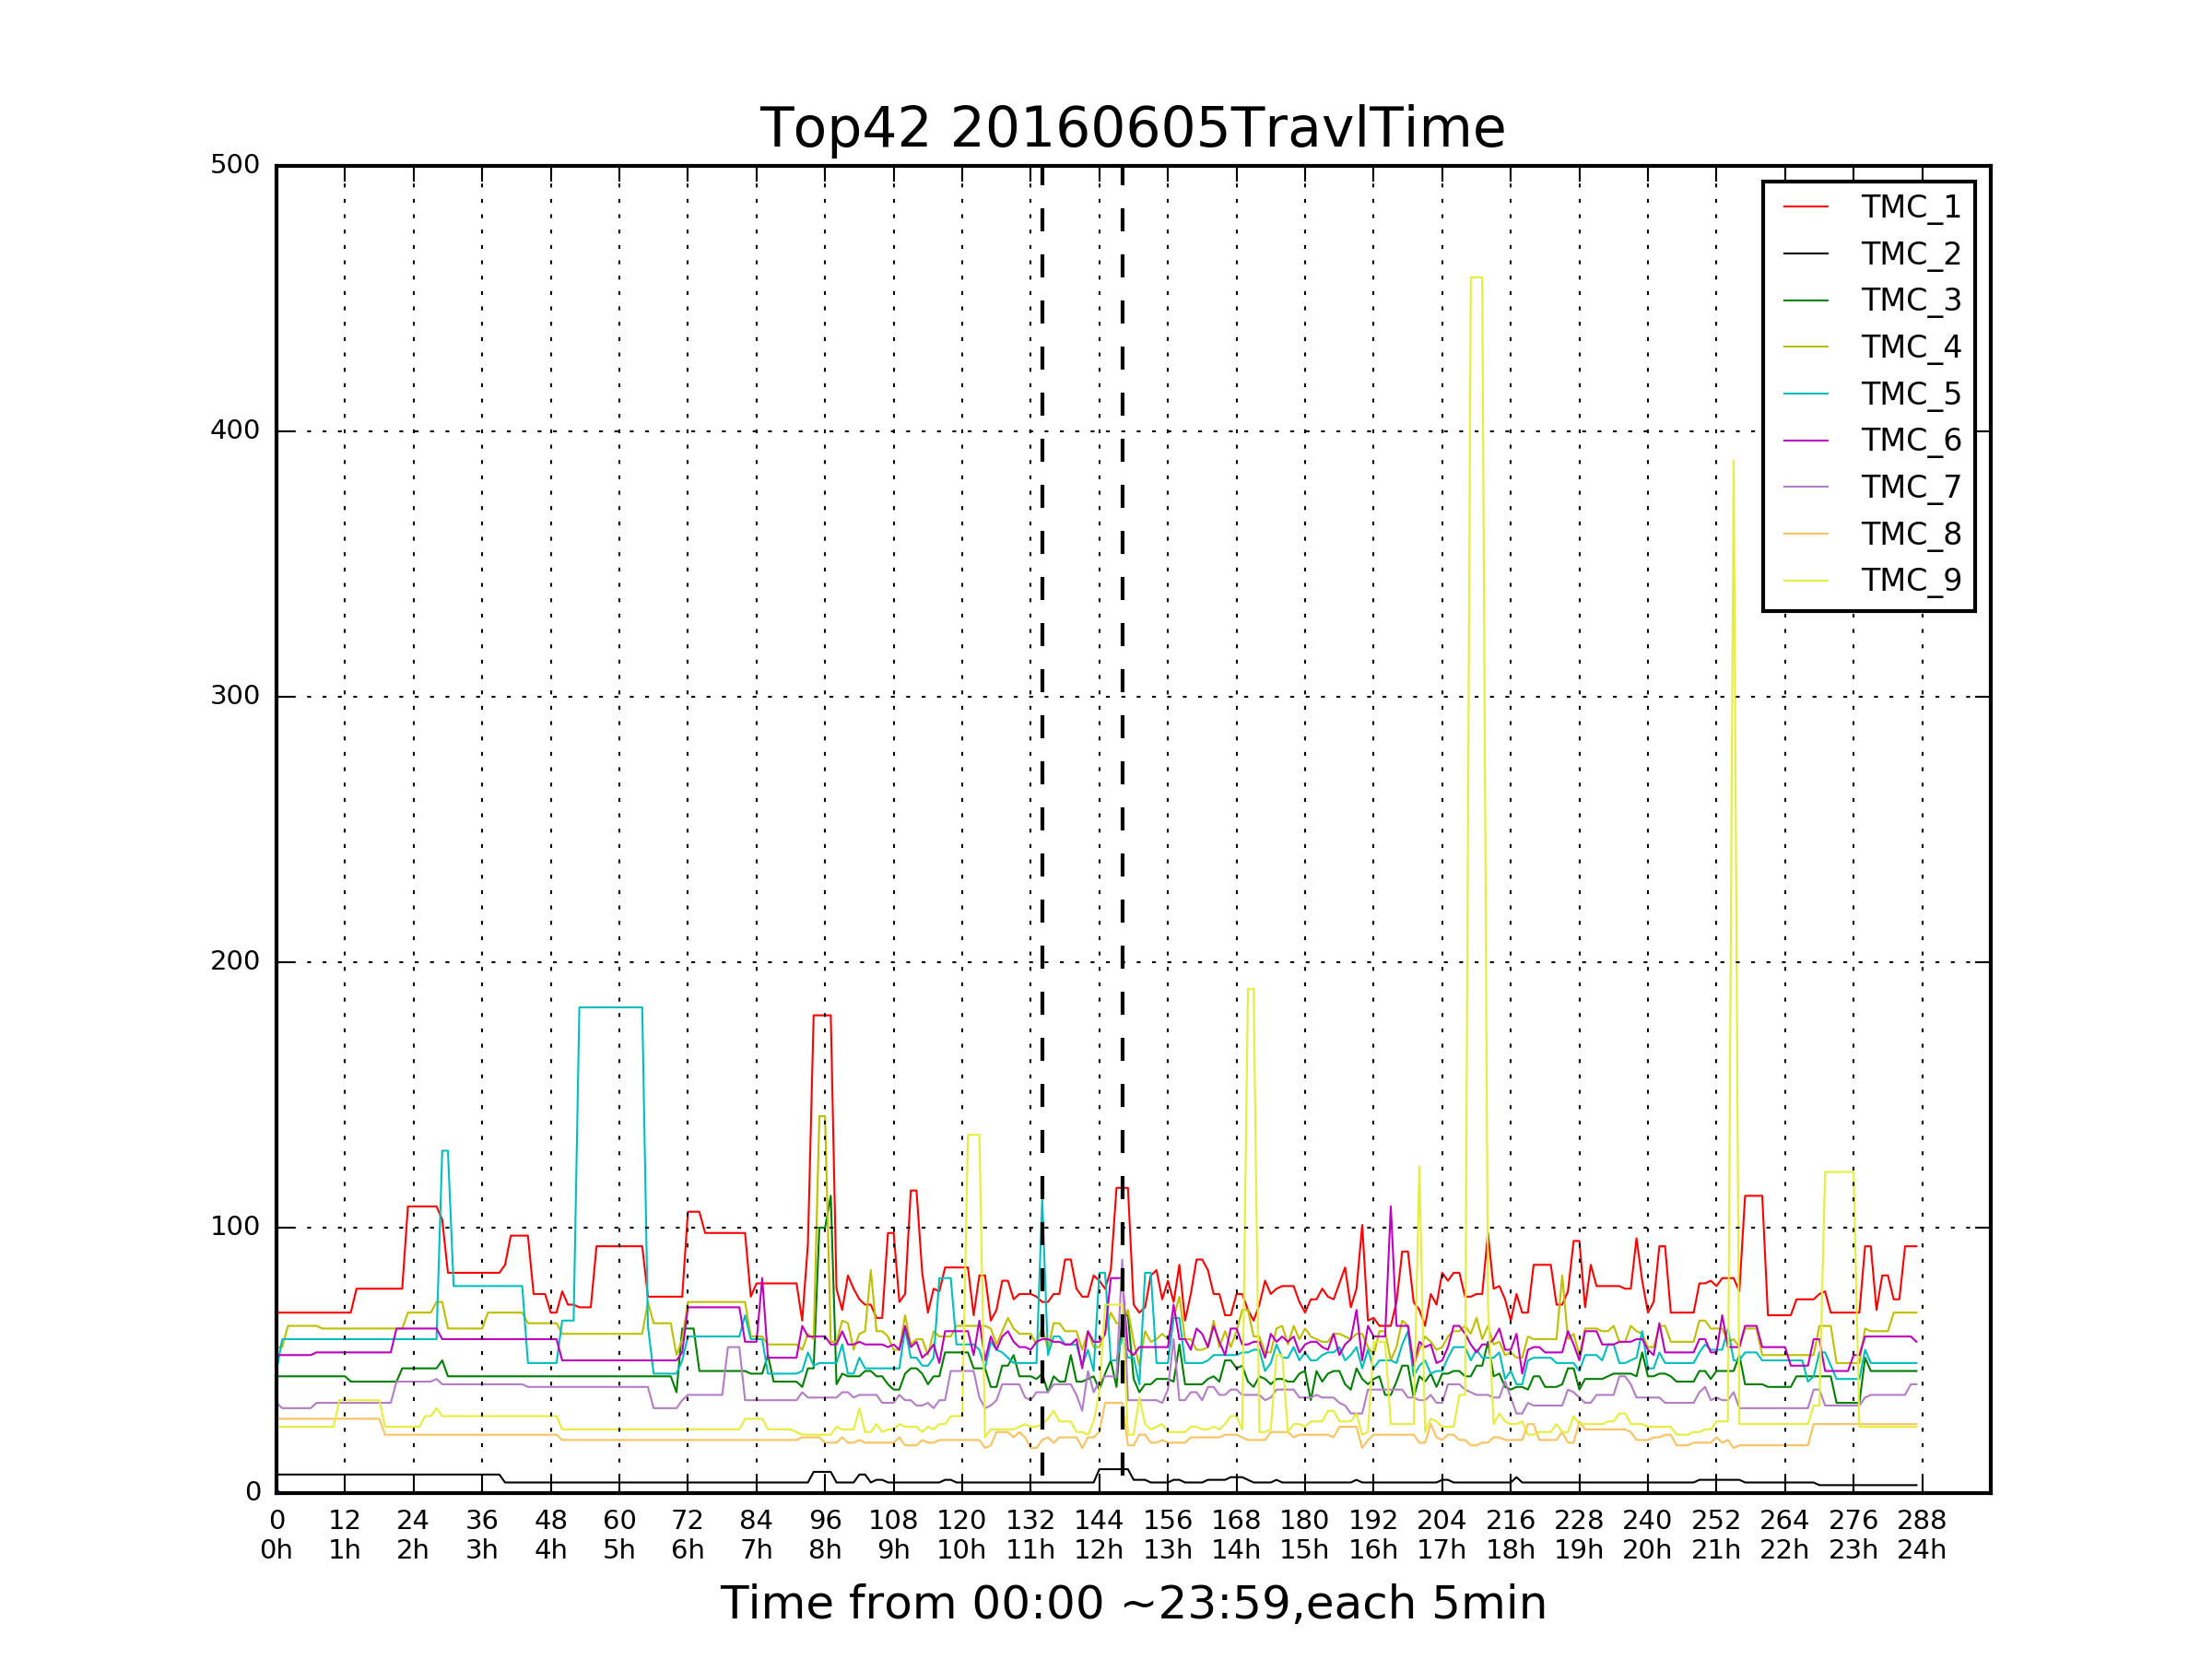 Top42 20160605TravlTime
500
400
300
200
100
0
TMC_1
TMC_2
TMC_3
TMC_4
TMC_5
TMC_6
TMC_7
TMC_8
TMC_9
0 12 24 36 48 60 72 84 96 108 120 132 144 156 168 180 192 204 216 228 240 252 264 276 288
0h 1h 2h 3h 4h 5h 6h 7h 8h 9h 10h 11h 12h 13h 14h 15h 16h 17h 18h 19h 20h 21h 22h 23h 24h
Time from 00:00 ~23:59,each 5min